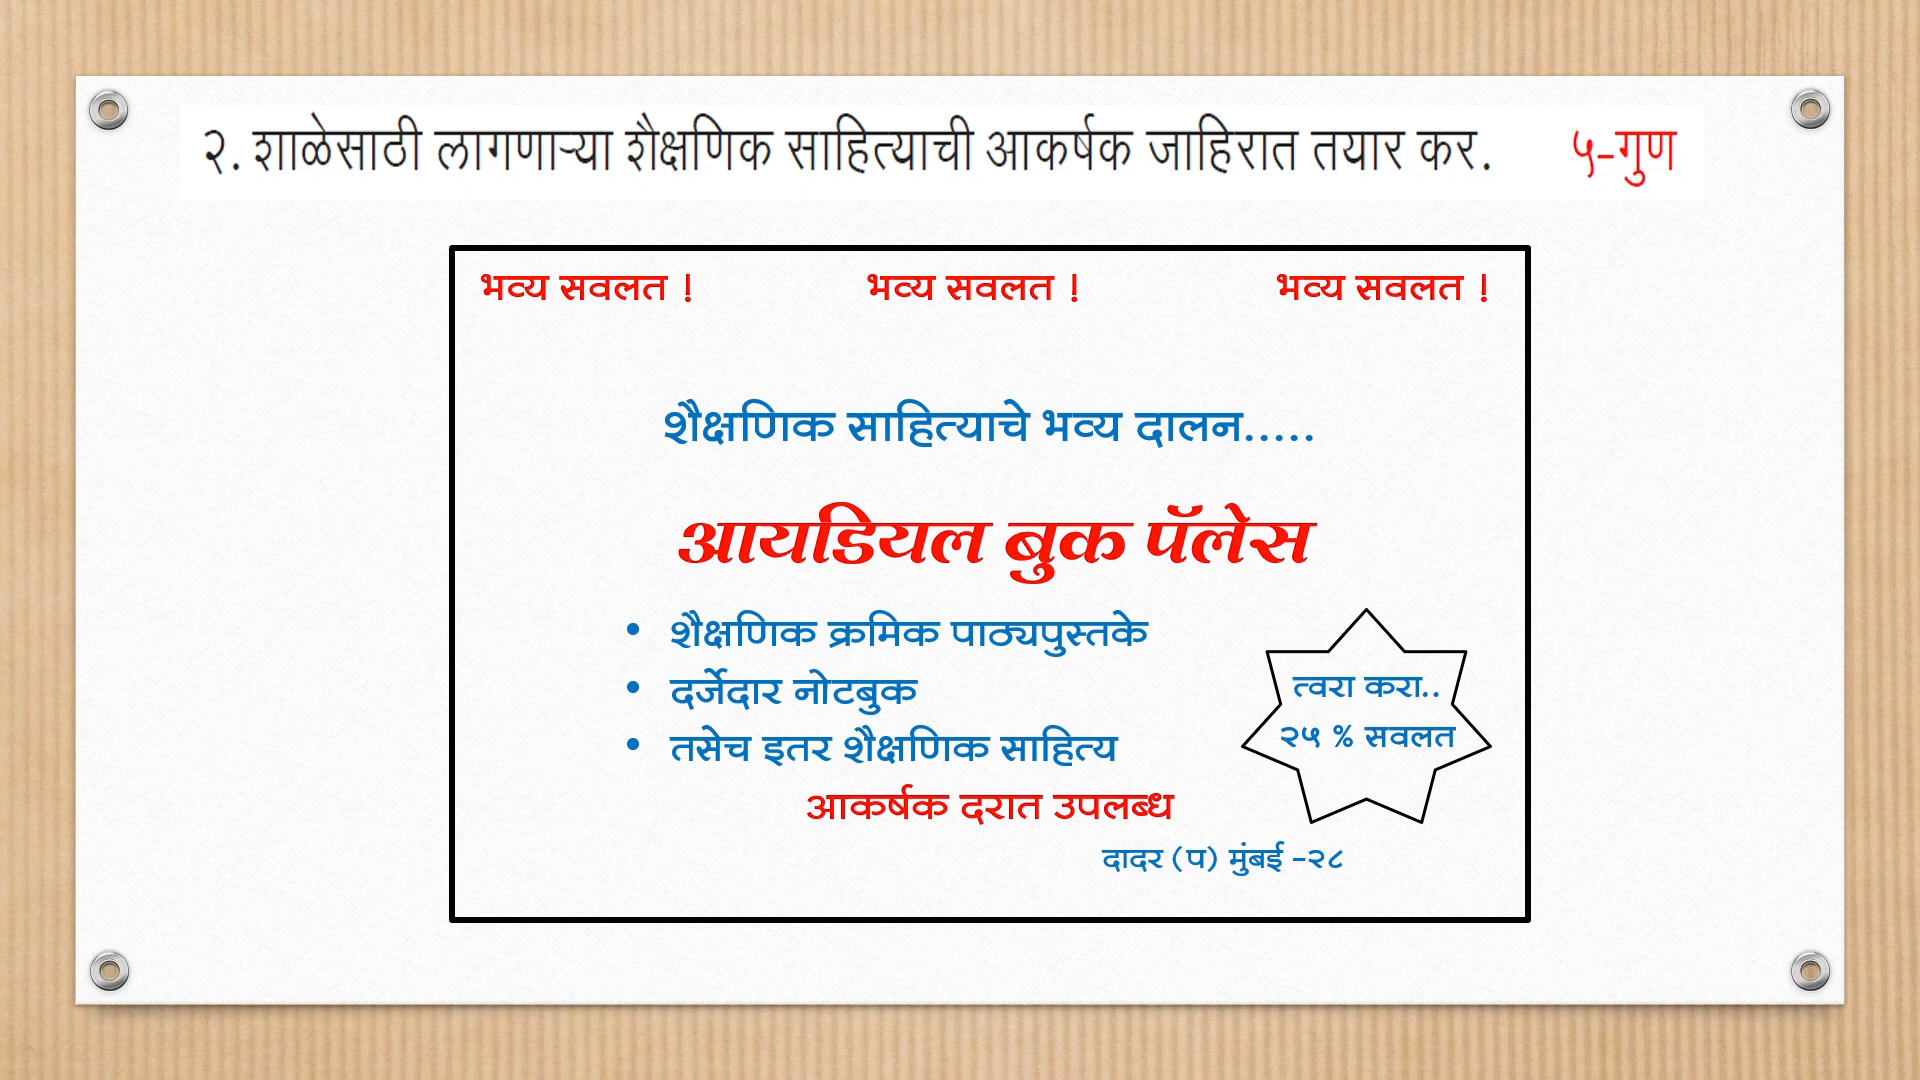 २. शाळेसाठी लागणाऱ्या शैक्षणिक साहित्याची आकर्षक जाहिरात तयार कर. ५-गुण
भव्य सवलत ! भव्य सवलत ! भव्य सवलत !
शैक्षणिक साहित्याचे भव्य दालन.....
आयडियल बुक पॅलेस
• शैक्षणिक क्रमिक पाठ्यपुस्तके
• दर्जेदार नोटबुक
• तसेच इतर शैक्षणिक साहित्य
आकर्षक दरात उपलब्ध
त्वरा करा..
२५ % सवलत
दादर (प) मुंबई -२८